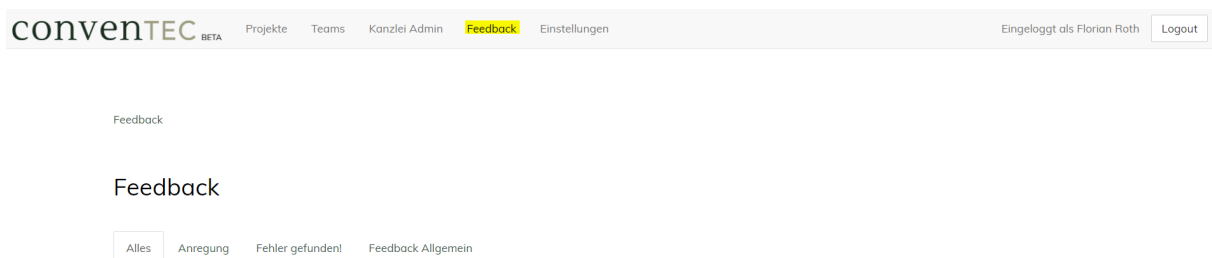 conventec BETA Projekte Teams Kanzlei Admin Feedback Einstellungen Eingeloggt als Florian Roth Logout
Feedback
Feedback
Alles Anregung Fehler gefunden! Feedback Allgemein